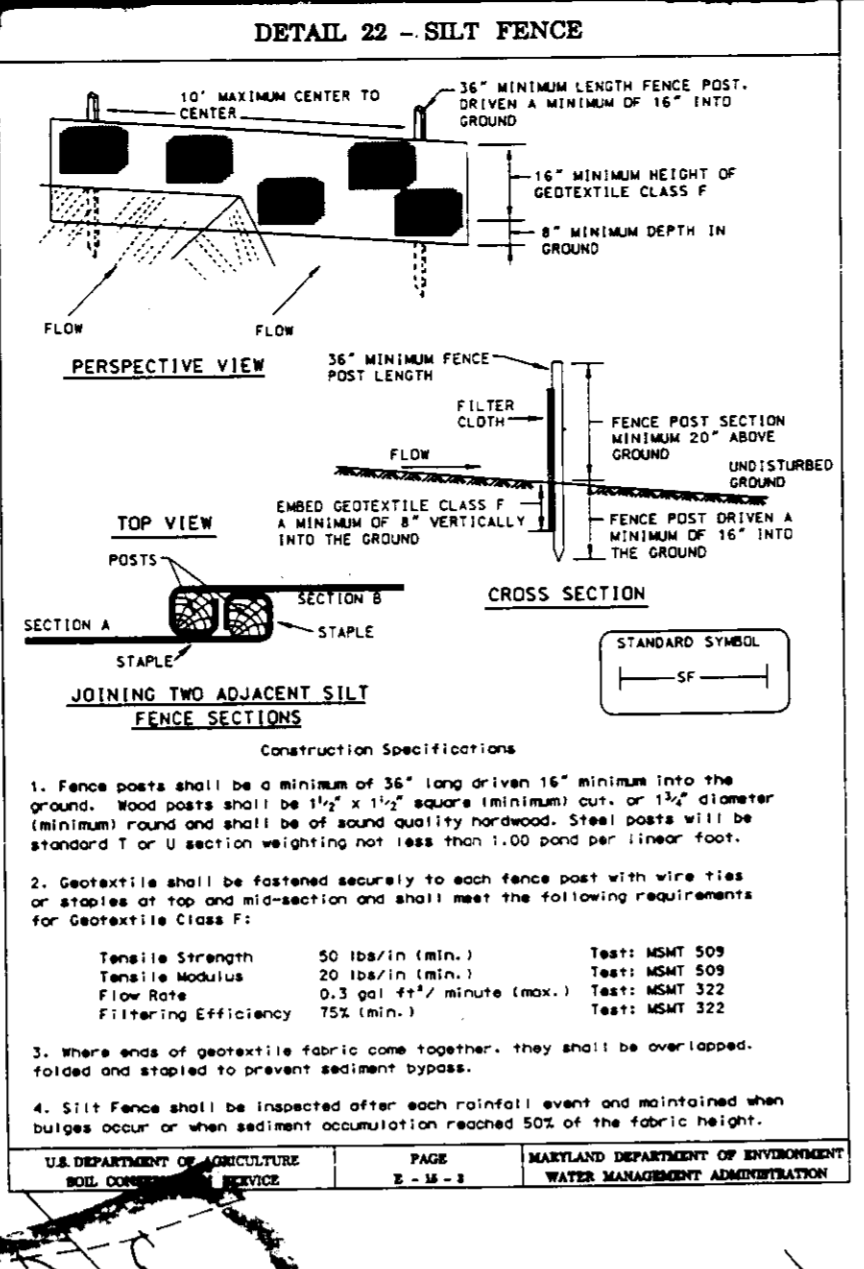 DETAIL 22 - SILT FENCE
10' MAXIMUM CENTER TO
CENTER
36" MINIMUM LENGTH FENCE POST.
DRIVEN A MINIMUM OF 16" INTO
GROUND
16" MINIMUM HEIGHT OF
GEOTEXTILE CLASS F
8" MINIMUM DEPTH IN
GROUND
FLOW
FLOW
PERSPECTIVE VIEW
36" MINIMUM FENCE
POST LENGTH
FILTER
CLOTH
FENCE POST SECTION
MINIMUM 20" ABOVE
GROUND
FLOW
UNDISTURBED
GROUND
EMBED GEOTEXTILE CLASS F
A MINIMUM OF 8" VERTICALLY
INTO THE GROUND
FENCE POST DRIVEN A
MINIMUM OF 16" INTO
THE GROUND
CROSS SECTION
TOP VIEW
POSTS
SECTION B
SECTION A
STAPLE
STAPLE
JOINING TWO ADJACENT SILT
FENCE SECTIONS
STANDARD SYMBOL
SF
Construction Specifications
1. Fence posts shall be a minimum of 36" long driven 16" minimum into the
ground. Wood posts shall be 1 1/2" x 1 1/2" square (minimum) cut. or 1 3/4" diameter
(minimum) round and shall be of sound quality hardwood. Steel posts will be
standard T or U section weighting not less than 1.00 pond per linear foot.
2. Geotextile shall be fastened securely to each fence post with wire ties
or staples at top and mid-section and shall meet the following requirements
for Geotextile Class F:
Tensile Strength 50 lbs/in (min.) Test: MSMT 509
Tensile Modulus 20 lbs/in (min.) Test: MSMT 509
Flow Rate 0.3 gal ft²/ minute (max.) Test: MSMT 322
Filtering Efficiency 75% (min.) Test: MSMT 322
3. Where ends of geotextile fabric come together. they shall be overlapped.
folded and stapled to prevent sediment bypass.
4. Silt Fence shall be inspected after each rainfall event and maintained when
bulges occur or when sediment accumulation reached 50% of the fabric height.
U.S. DEPARTMENT OF AGRICULTURE
SOIL SERVICE
PAGE
E - 15 - 3
MARYLAND DEPARTMENT OF ENVIRONMENT
WATER MANAGEMENT ADMINISTRATION